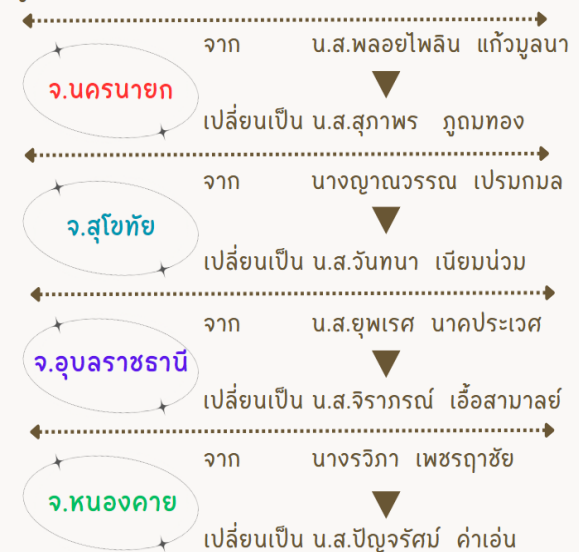 จาก น.ส.พลอยไพลิน แก้วมูลนา
จ.นครนายก
เปลี่ยนเป็น น.ส.สุภาพร ภูถมทอง
จาก นางญาณวรรณ เปรมกมล
จ.สุโขทัย
เปลี่ยนเป็น น.ส.วันทนา เนียมน่วม
จาก น.ส.ยุพเรศ นาคประเวศ
จ.อุบลราชธานี
เปลี่ยนเป็น น.ส.จิราภรณ์ เอื้อสามาลย์
จาก นางรวิภา เพชรฤาชัย
จ.หนองคาย
เปลี่ยนเป็น น.ส.ปัญจรัศม์ ค่าเอ่น